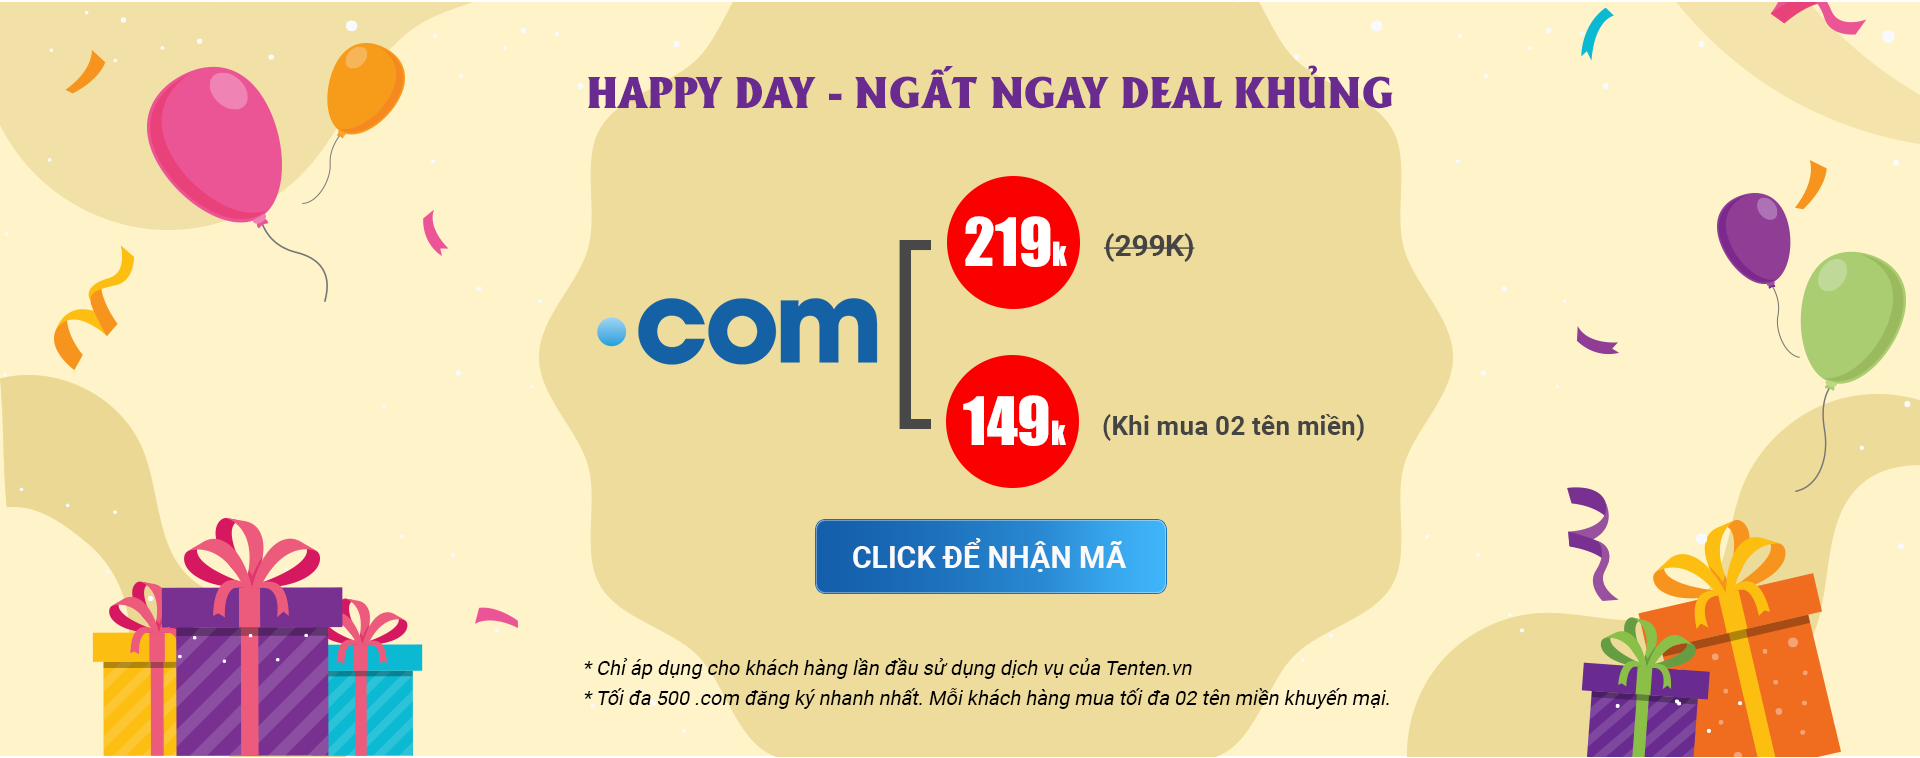 HAPPY DAY - NGẤT NGAY DEAL KHỦNG
219k (299K)
.com
149k (Khi mua 02 tên miền)
CLICK ĐỂ NHẬN MÃ
* Chỉ áp dụng cho khách hàng lần đầu sử dụng dịch vụ của Tenten.vn
* Tối đa 500 .com đăng ký nhanh nhất. Mỗi khách hàng mua tối đa 02 tên miền khuyến mại.